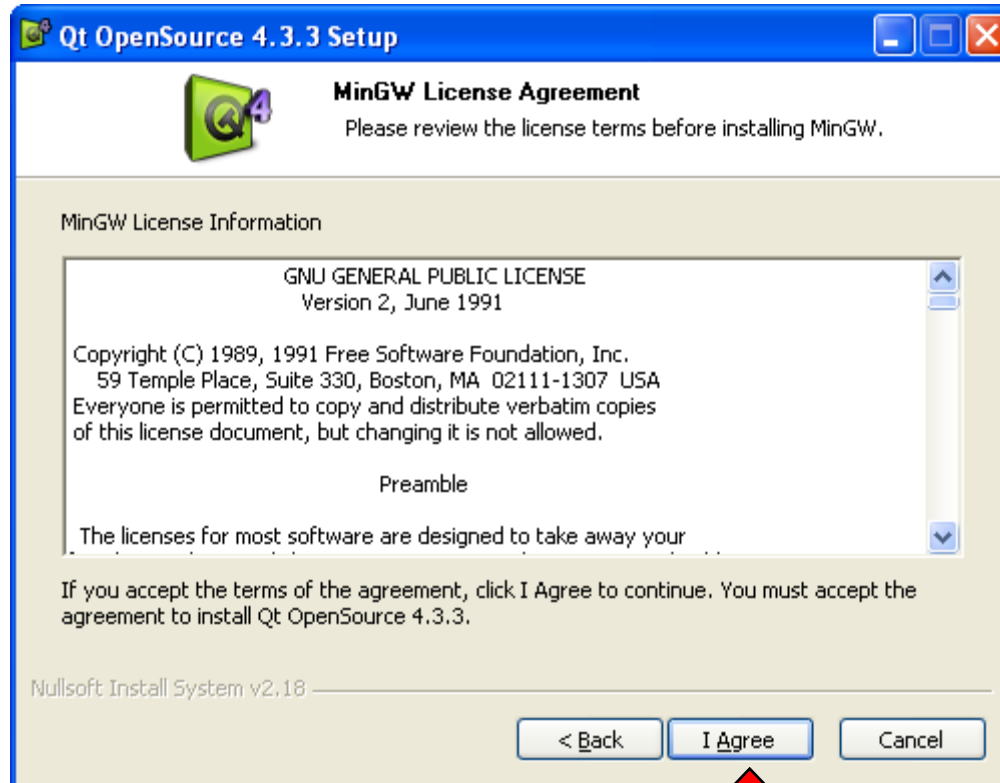 Qt OpenSource 4.3.3 Setup
MinGW License Agreement
Please review the license terms before installing MinGW.
MinGW License Information
GNU GENERAL PUBLIC LICENSE
Version 2, June 1991
Copyright (C) 1989, 1991 Free Software Foundation, Inc.
59 Temple Place, Suite 330, Boston, MA  02111-1307  USA
Everyone is permitted to copy and distribute verbatim copies
of this license document, but changing it is not allowed.
Preamble
The licenses for most software are designed to take away your
If you accept the terms of the agreement, click I Agree to continue. You must accept the
agreement to install Qt OpenSource 4.3.3.
Nullsoft Install System v2.18
< Back
I Agree
Cancel